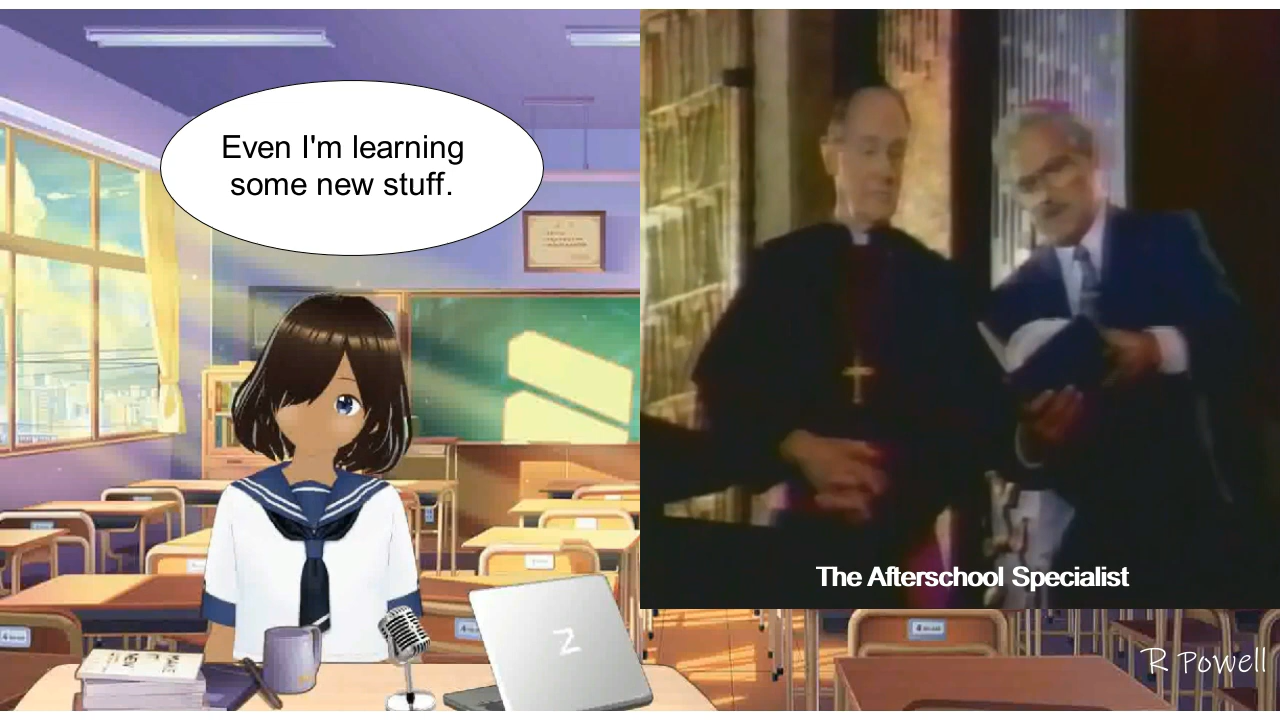 Even I'm learning
some new stuff.
The Afterschool Specialist
Z
R Powell